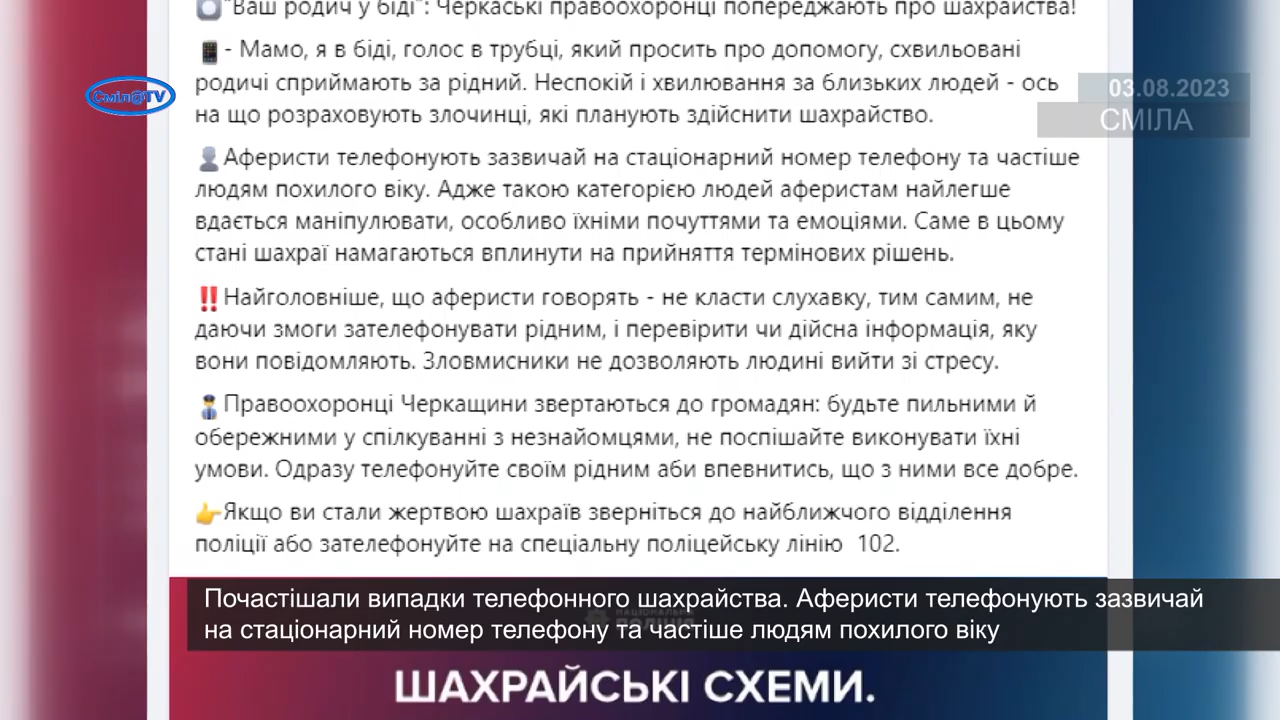 "Ваш родич у біді": Черкаські правоохоронці попереджають про шахрайства!
- Мамо, я в біді, голос в трубці, який просить про допомогу, схвильовані
родичі сприймають за рідний. Неспокій і хвилювання за близьких людей - ось
на що розраховують злочинці, які планують здійснити шахрайство.
Сміл@TV
03.08.2023
СМІЛА
Аферисти телефонують зазвичай на стаціонарний номер телефону та частіше
людям похилого віку. Адже такою категорією людей аферистам найлегше
вдається маніпулювати, особливо їхніми почуттями та емоціями. Саме в цьому
стані шахраї намагаються вплинути на прийняття термінових рішень.
Найголовніше, що аферисти говорять - не класти слухавку, тим самим, не
даючи змоги зателефонувати рідним, і перевірити чи дійсна інформація, яку
вони повідомляють. Зловмисники не дозволяють людині вийти зі стресу.
Правоохоронці Черкащини звертаються до громадян: будьте пильними й
обережними у спілкуванні з незнайомцями, не поспішайте виконувати їхні
умови. Одразу телефонуйте своїм рідним аби впевнитись, що з ними все добре.
Якщо ви стали жертвою шахраїв зверніться до найближчого відділення
поліції або зателефонуйте на спеціальну поліцейську лінію 102.
Почастішали випадки телефонного шахрайства. Аферисти телефонують зазвичай
на стаціонарний номер телефону та частіше людям похилого віку
НАЦІОНАЛЬНА
ПОЛІЦІЯ
ШАХРАЙСЬКІ СХЕМИ.